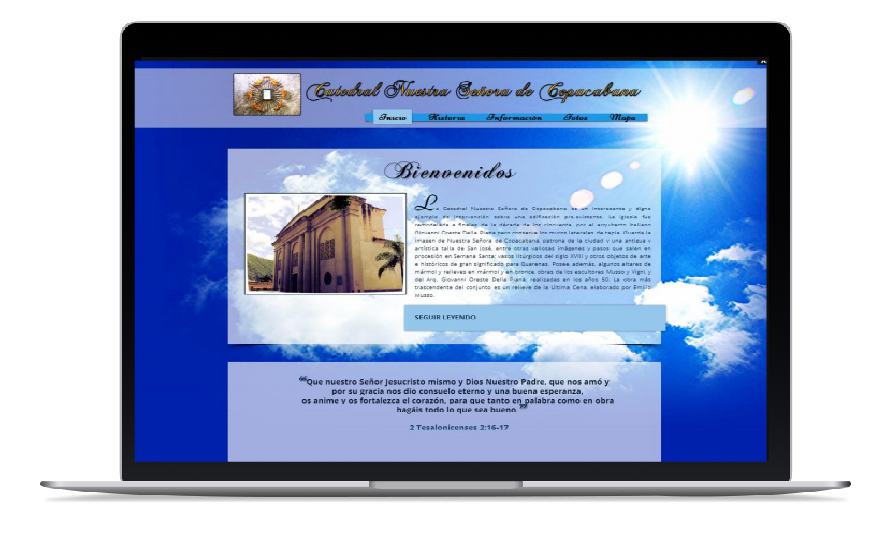 Catedral Nuestra Señora de Copacabana
Inicio Historia Información Fotos Mapa
Bienvenidos
La Catedral Nuestra Señora de Copacabana es un interesante y digno
ejemplo de intervención sobre una edificación pre-existente. La iglesia fue
remodelada a finales de la década de los cincuenta, por el arquitecto italiano
Giovanni Oreste Della Piana pero conserva los muros laterales de tapia. Guarda la
imagen de Nuestra Señora de Copacabana, patrona de la ciudad y una antigua y
artística talla de San José, entre otras valiosas imágenes y pasos que salen en
procesión en Semana Santa; vasos litúrgicos del siglo XVIII y otros objetos de arte
e históricos de gran significado para Guarenas. Posee además, algunos altares de
mármol y relieves en mármol y en bronce, obras de los escultores Musso y Vigni, y
del Arq. Giovanni Oreste Della Piana, realizadas en los años 50. La obra más
trascendente del conjunto es un relieve de la Ultima Cena, elaborado por Emilio
Musso.
SEGUIR LEYENDO
“Que nuestro Señor Jesucristo mismo y Dios Nuestro Padre, que nos amó y
por su gracia nos dio consuelo eterno y una buena esperanza,
os anime y os fortalezca el corazón, para que tanto en palabra como en obra
hagáis todo lo que sea bueno.”
2 Tesalonicenses 2:16-17